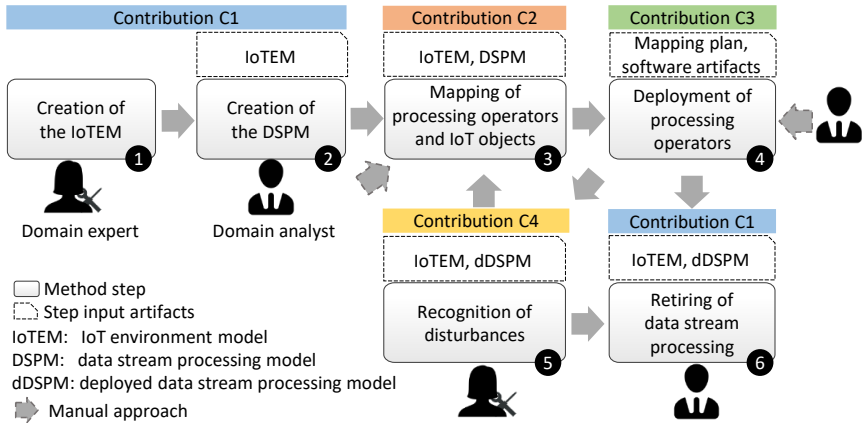 Contribution C1
Contribution C2
Contribution C3
IoTEM
IoTEM, DSPM
Mapping plan,
software artifacts
Creation of
the IoTEM
1
Creation of
the DSPM
2
Mapping of
processing operators
and IoT objects
3
Deployment of
processing
operators
4
Domain expert
Domain analyst
Contribution C4
Contribution C1
IoTEM, dDSPM
IoTEM, dDSPM
Recognition of
disturbances
5
Retiring of
data stream
processing
6
Method step
Step input artifacts
IoTEM: IoT environment model
DSPM: data stream processing model
dDSPM: deployed data stream processing model
Manual approach